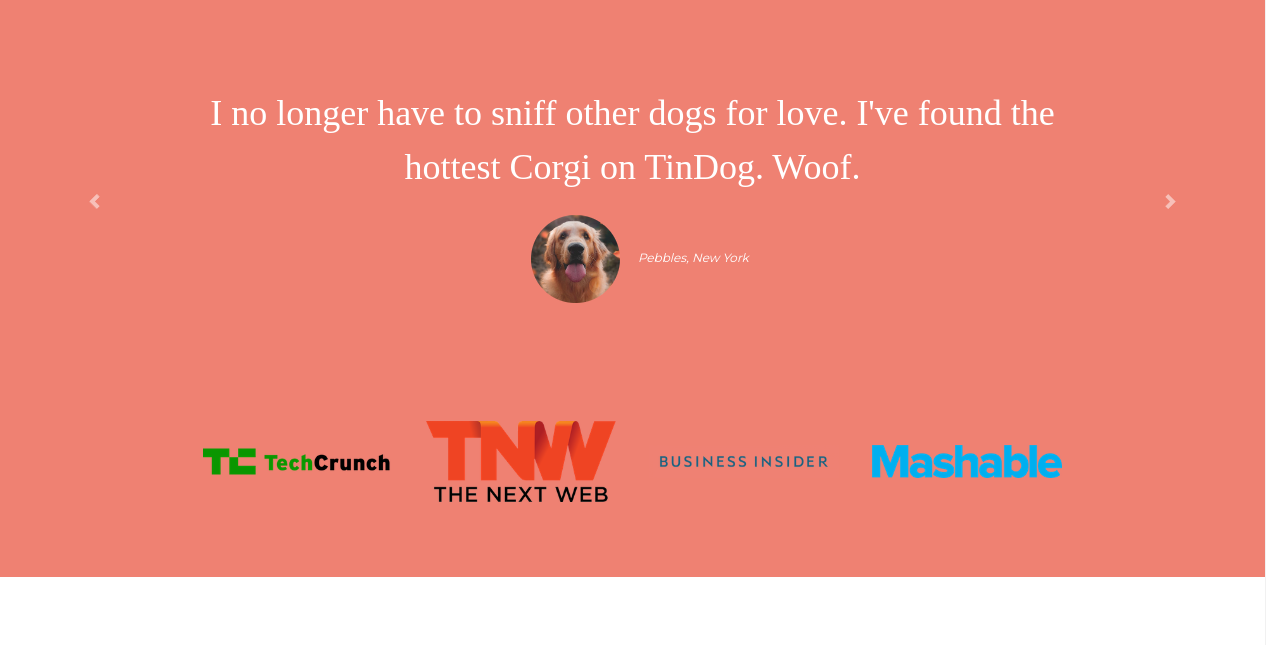 I no longer have to sniff other dogs for love. I've found the
hottest Corgi on TinDog. Woof.
Pebbles, New York
TC TechCrunch
TNW
THE NEXT WEB
BUSINESS INSIDER
Mashable